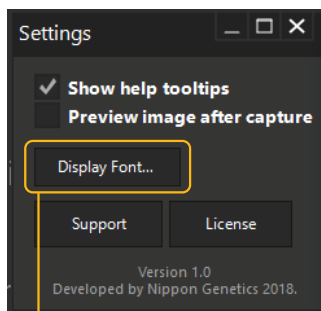 Settings
Show help tooltips
Preview image after capture
Display Font...
Support License
Version 1.0
Developed by Nippon Genetics 2018.